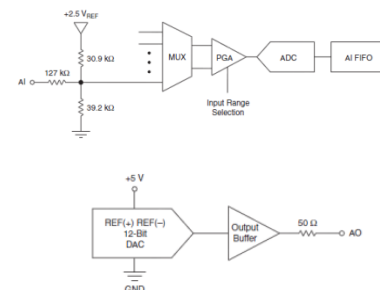 +2.5 VREF
30.9 kΩ
127 kΩ
AI
39.2 kΩ
MUX
PGA
ADC
AI FIFO
Input Range
Selection
+5 V
REF(+) REF(–)
12-Bit
DAC
GND
Output
Buffer
50 Ω
AO